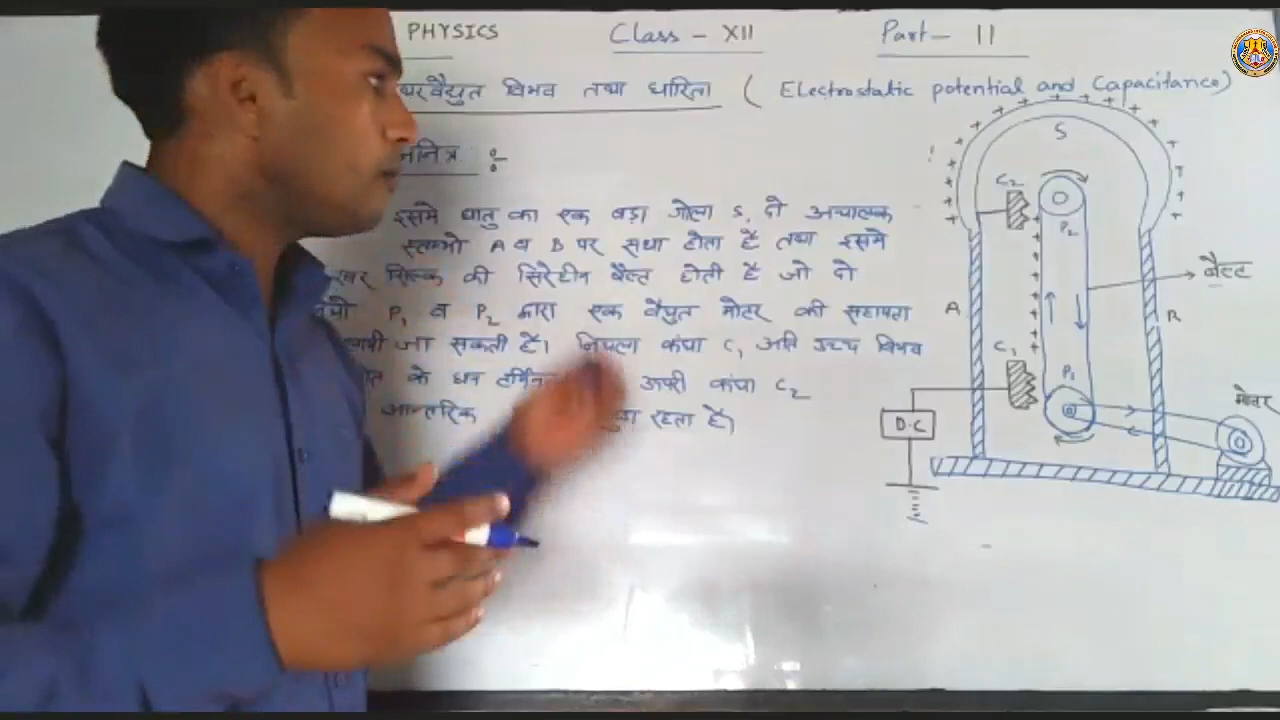 PHYSICS Class - XII Part - II
विभव तथा धारिता ( Electrostatic potential and Capacitance)
जनित्र :-
इसमे धातु का एक बड़ा गोला S, दो अचालक
स्तम्भो A व B पर सधा होता है तथा इसमे
सिल्क की सिरेहीन बैल्ट होती है जो दो
P1 व P2 द्वारा एक वैधुत मोटर की सहायता
जा सकती है। निचला कंघा C1 अति उच्च विभव
के धन ऊपरी कंघा C2
आन्तरिक रहता है।
S
C2
P2
बैल्ट
A
B
C1
P1
मोटर
D.C